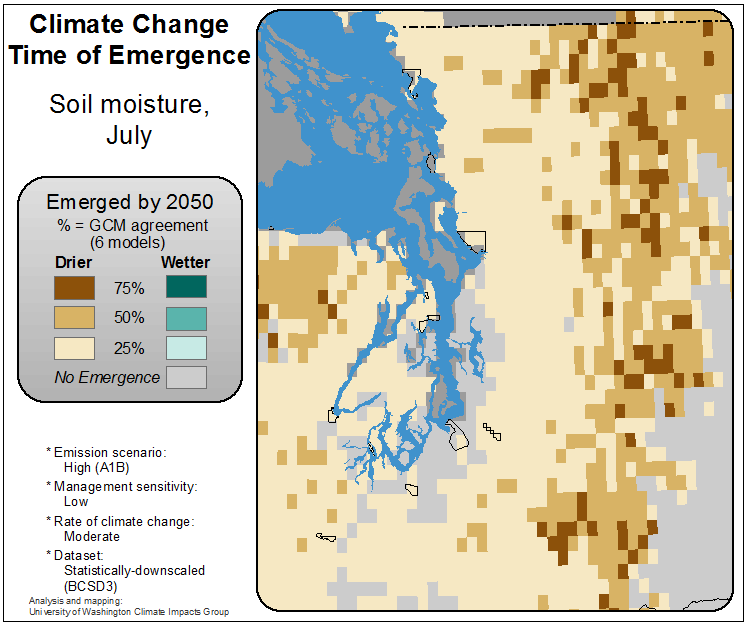 Climate Change
Time of Emergence
Soil moisture,
July
Emerged by 2050
% = GCM agreement
(6 models)
Drier Wetter
75%
50%
25%
No Emergence
* Emission scenario:
High (A1B)
* Management sensitivity:
Low
* Rate of climate change:
Moderate
* Dataset:
Statistically-downscaled
(BCSD3)
Analysis and mapping:
University of Washington Climate Impacts Group